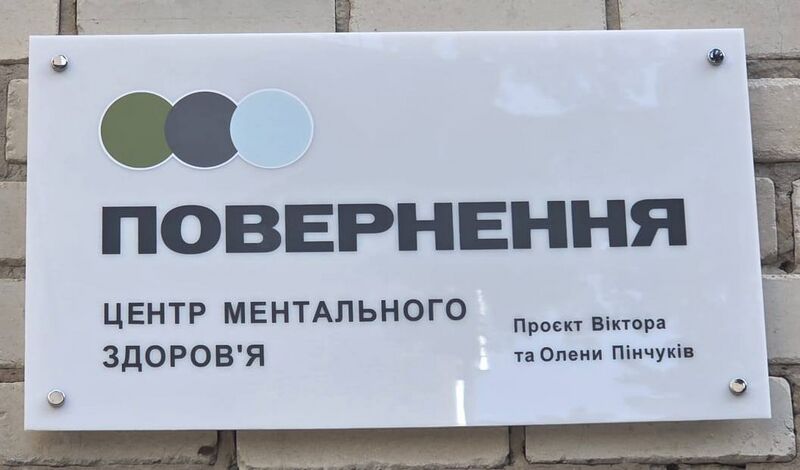 ПОВЕРНЕННЯ
ЦЕНТР МЕНТАЛЬНОГО
ЗДОРОВ'Я
Проєкт Віктора
та Олени Пінчуків